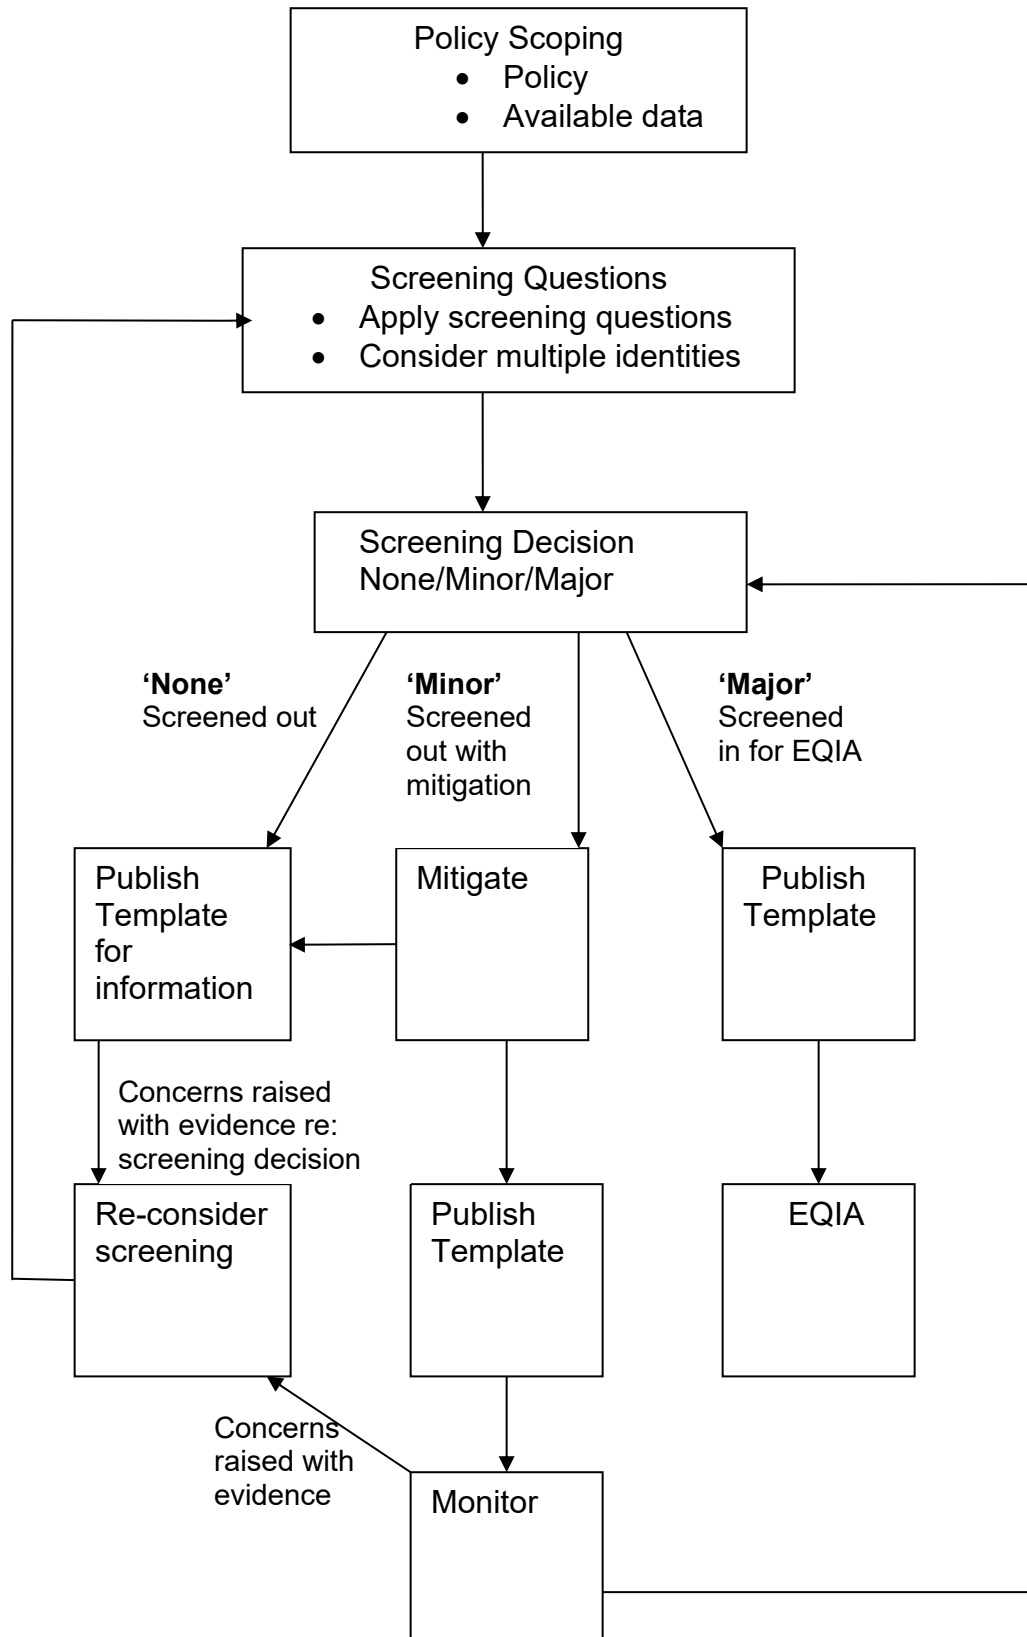 Policy Scoping
• Policy
• Available data
Screening Questions
• Apply screening questions
• Consider multiple identities
Screening Decision
None/Minor/Major
‘None’
Screened out
‘Minor’
Screened
out with
mitigation
‘Major’
Screened
in for EQIA
Publish
Template
for
information
Mitigate
Publish
Template
Concerns raised
with evidence re:
screening decision
Re-consider
screening
Publish
Template
EQIA
Concerns
raised with
evidence
Monitor